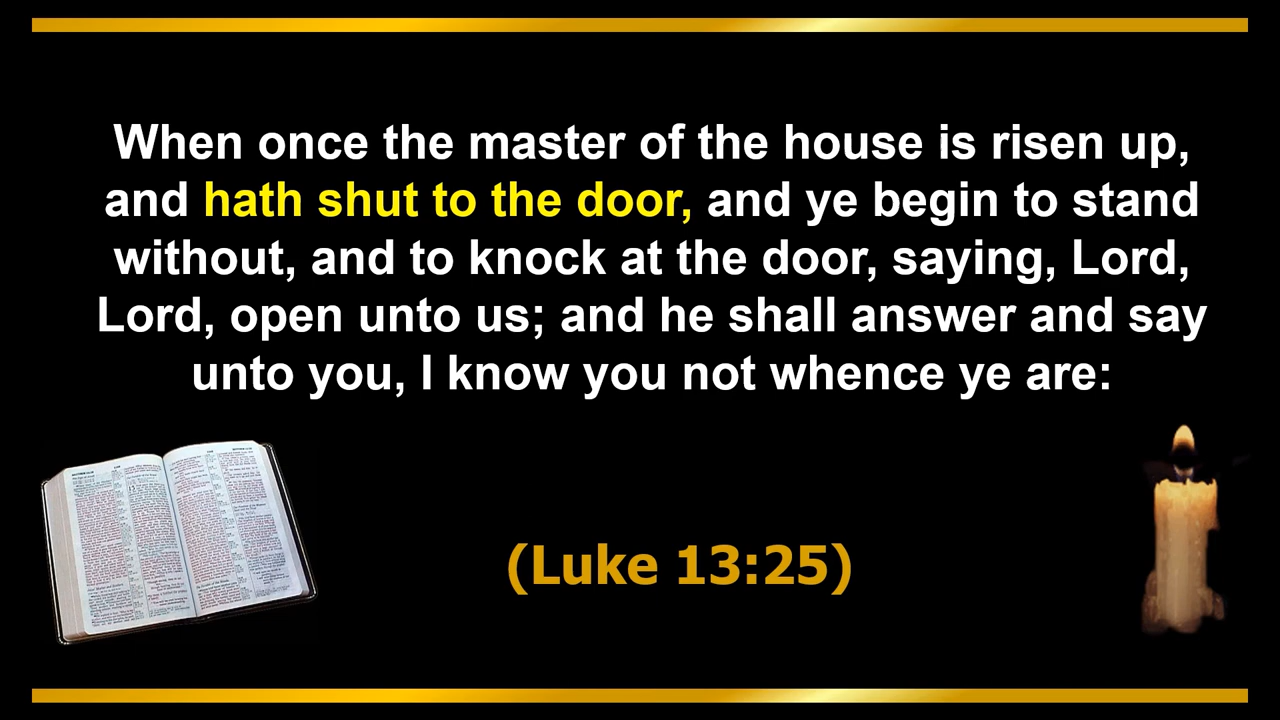 When once the master of the house is risen up,
and hath shut to the door, and ye begin to stand
without, and to knock at the door, saying, Lord,
Lord, open unto us; and he shall answer and say
unto you, I know you not whence ye are:
(Luke 13:25)